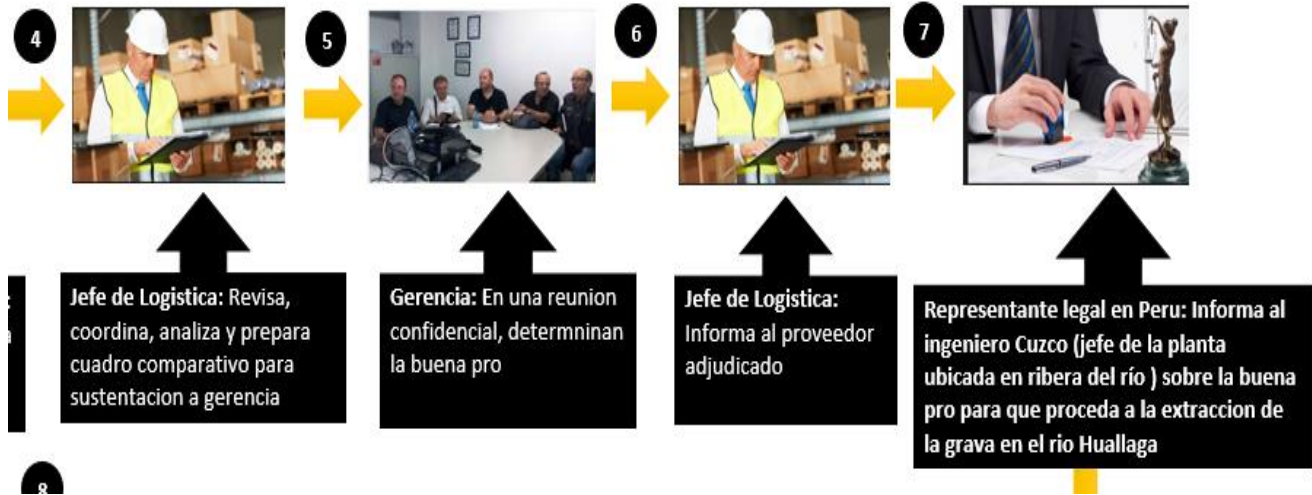 4
5
6
7
Jefe de Logistica: Revisa,
coordina, analiza y prepara
cuadro comparativo para
sustentacion a gerencia
Gerencia: En una reunion
confidencial, determninan
la buena pro
Jefe de Logistica:
Informa al proveedor
adjudicado
Representante legal en Peru: Informa al
ingeniero Cuzco (jefe de la planta
ubicada en ribera del río ) sobre la buena
pro para que proceda a la extraccion de
la grava en el rio Huallaga
8